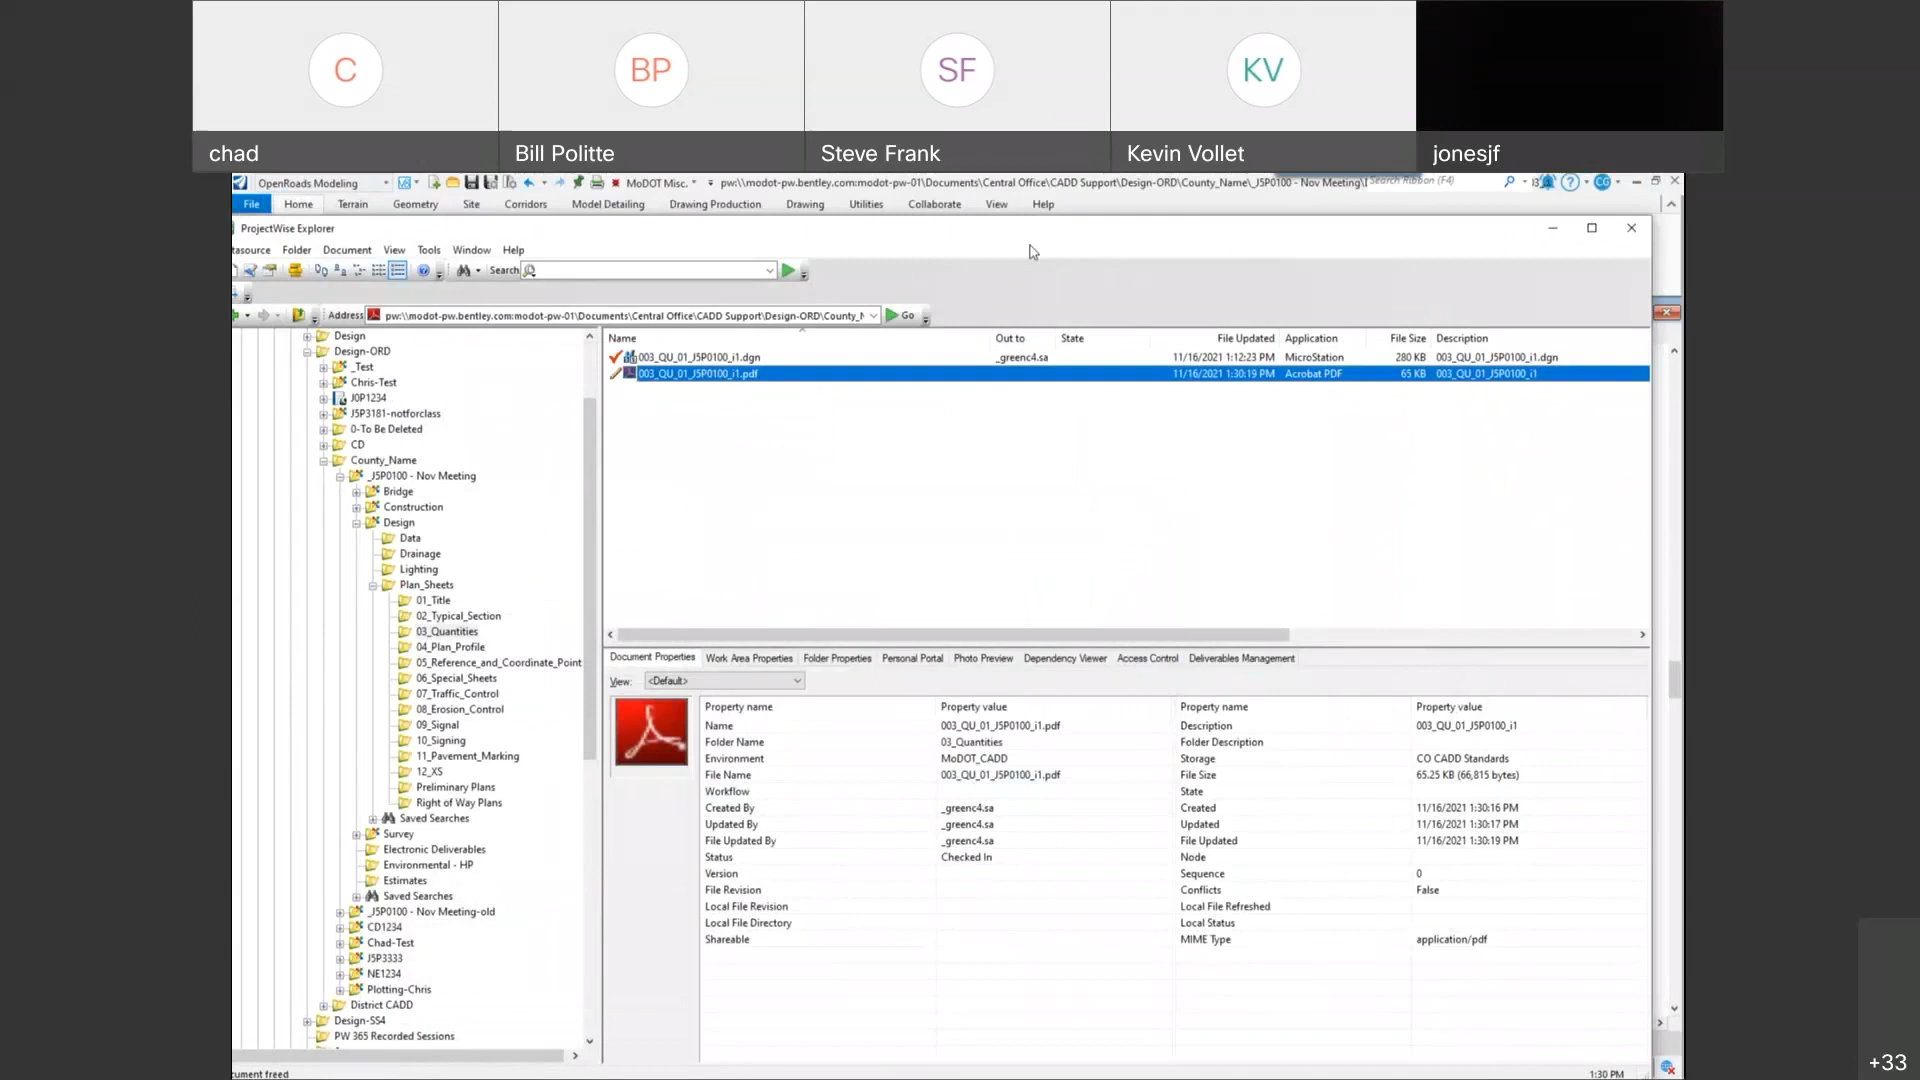 C
BP
SF
KV
chad
Bill Politte
Steve Frank
Kevin Vollet
jonesjf
OpenRoads Modeling
MoDOT Misc.
pw:\\modot-pw.bentley.com:modot-pw-01\Documents\Central Office\CADD Support\Design-ORD\County_Name\_J5P0100 - Nov Meeting\
Search Ribbon (F4)
CG
File Home Terrain Geometry Site Corridors Model Detailing Drawing Production Drawing Utilities Collaborate View Help
ProjectWise Explorer
tasource Folder Document View Tools Window Help
Search
Address pw:\\modot-pw.bentley.com:modot-pw-01\Documents\Central Office\CADD Support\Design-ORD\County_N Go
Design
Design-ORD
_Test
Chris-Test
J0P1234
J5P3181-notforclass
0-To Be Deleted
CD
County_Name
_J5P0100 - Nov Meeting
Bridge
Construction
Design
Data
Drainage
Lighting
Plan_Sheets
01_Title
02_Typical_Section
03_Quantities
04_Plan_Profile
05_Reference_and_Coordinate_Point
06_Special_Sheets
07_Traffic_Control
08_Erosion_Control
09_Signal
10_Signing
11_Pavement_Marking
12_XS
Preliminary Plans
Right of Way Plans
Saved Searches
Survey
Electronic Deliverables
Environmental - HP
Estimates
Saved Searches
_J5P0100 - Nov Meeting-old
CD1234
Chad-Test
J5P3333
NE1234
Plotting-Chris
District CADD
Design-SS4
PW 365 Recorded Sessions
Name Out to State File Updated Application File Size Description
003_QU_01_J5P0100_i1.dgn _greenc4.sa 11/16/2021 1:12:23 PM MicroStation 280 KB 003_QU_01_J5P0100_i1.dgn
003_QU_01_J5P0100_i1.pdf 11/16/2021 1:30:19 PM Acrobat PDF 65 KB 003_QU_01_J5P0100_i1
Document Properties Work Area Properties Folder Properties Personal Portal Photo Preview Dependency Viewer Access Control Deliverables Management
View: <Default>
Property name Property value Property name Property value
Name 003_QU_01_J5P0100_i1.pdf Description 003_QU_01_J5P0100_i1
Folder Name 03_Quantities Folder Description
Environment MoDOT_CADD Storage CO CADD Standards
File Name 003_QU_01_J5P0100_i1.pdf File Size 65.25 KB (66,815 bytes)
Workflow State
Created By _greenc4.sa Created 11/16/2021 1:30:16 PM
Updated By _greenc4.sa Updated 11/16/2021 1:30:17 PM
File Updated By _greenc4.sa File Updated 11/16/2021 1:30:19 PM
Status Checked In Node
Version Sequence 0
File Revision Conflicts False
Local File Revision Local File Refreshed
Local File Directory Local Status
Shareable MIME Type application/pdf
cument freed
1:30 PM
+33